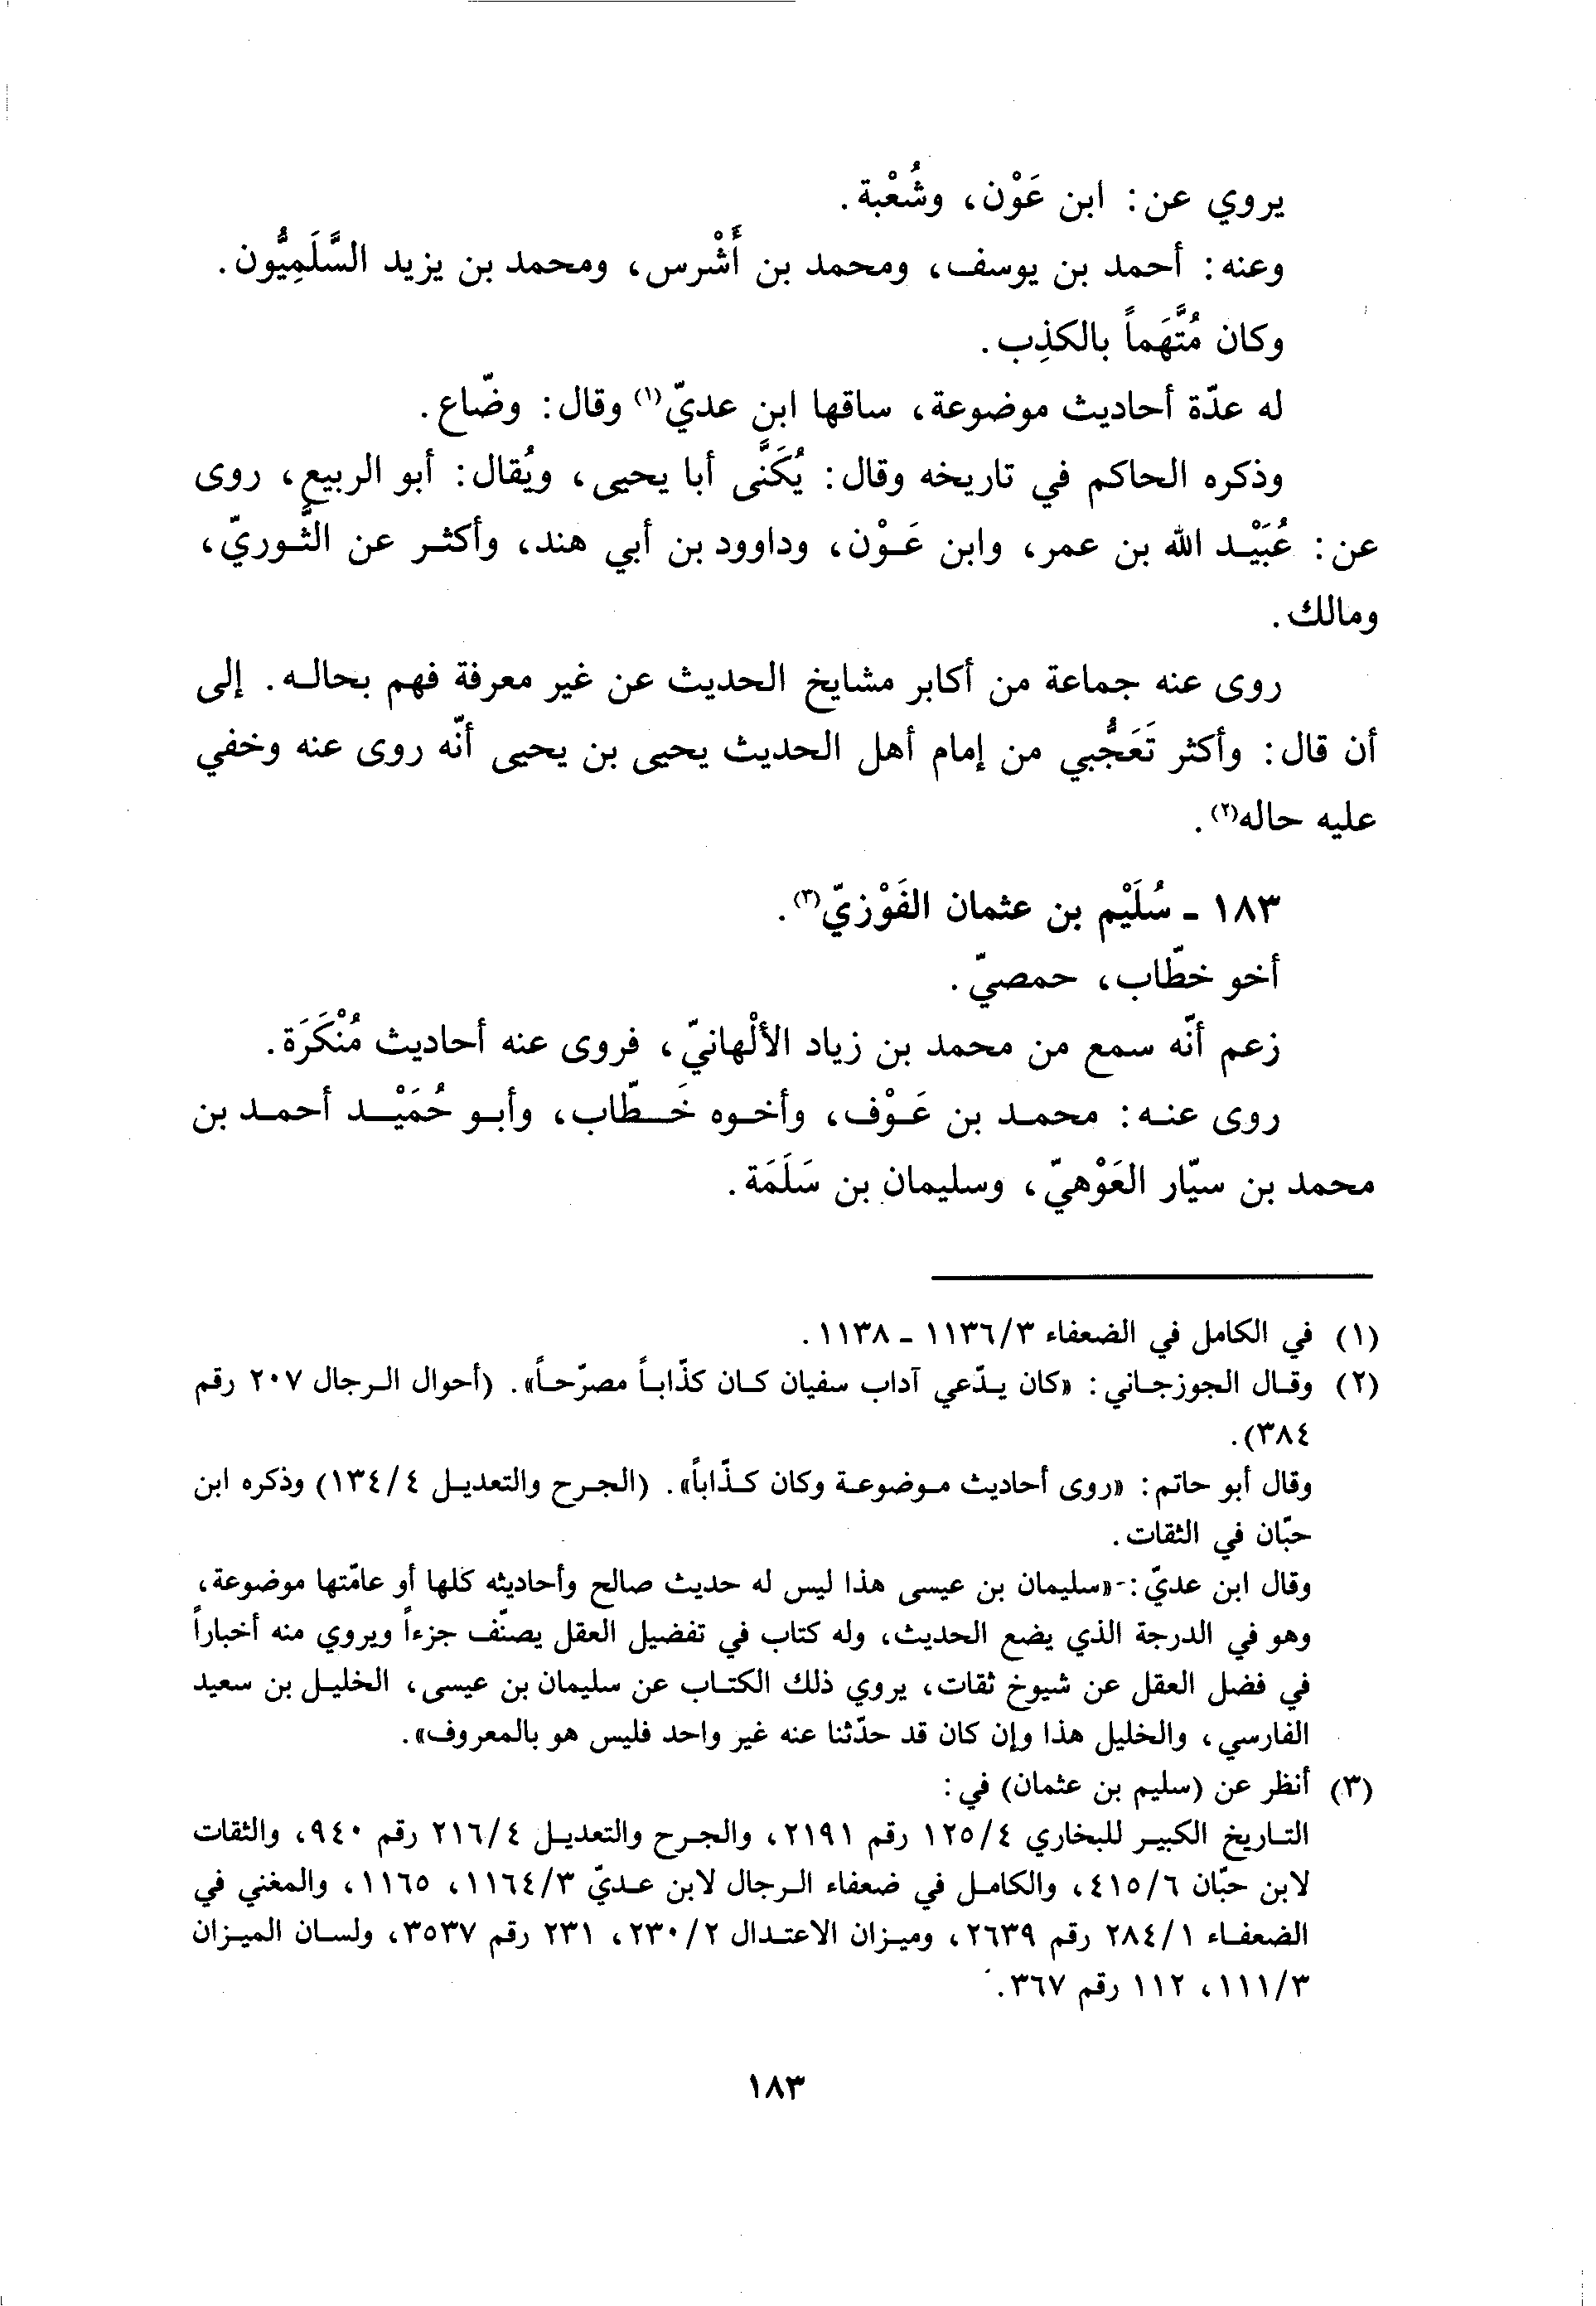 يروي عن: ابن عَوْن، وشُعْبة.
وعنه: أحمد بن يوسف، ومحمد بن أَشْرس، ومحمد بن يزيد السَّلَمِيُّون.
وكان مُتَّهَماً بالكذِب.
له عدّة أحاديث موضوعة، ساقها ابن عديّ(١) وقال: وضّاع.
وذكره الحاكم في تاريخه وقال: يُكَنَّى أبا يحيى، ويُقال: أبو الربيع، روى
عن: عُبَيْد الله بن عمر، وابن عَوْن، وداوود بن أبي هند، وأكثر عن الثَّوريّ،
ومالك.
روى عنه جماعة من أكابر مشايخ الحديث عن غير معرفة فهم بحاله. إلى
أن قال: وأكثر تَعَجُّبي من إمام أهل الحديث يحيى بن يحيى أنّه روى عنه وخفي
عليه حاله(٢).
١٨٣ - سُلَيْم بن عثمان الفَوْزيّ(٣).
أخو خطّاب، حمصيّ.
زعم أنّه سمع من محمد بن زياد الألْهانيّ، فروى عنه أحاديث مُنْكَرَة.
روى عنه: محمد بن عَوْف، وأخوه خَطّاب، وأبو حُمَيْد أحمد بن
محمد بن سيّار العَوْهيّ، وسليمان بن سَلَمَة.
(١) في الكامل في الضعفاء ١١٣٦/٣ - ١١٣٨.
(٢) وقال الجوزجاني: «كان يدّعي آداب سفيان كان كذّاباً مصرّحاً». (أحوال الرجال ٢٠٧ رقم
٣٨٤).
وقال أبو حاتم: «روى أحاديث موضوعة وكان كذّاباً». (الجرح والتعديل ١٣٤/٤) وذكره ابن
حبّان في الثقات.
وقال ابن عديّ: «سليمان بن عيسى هذا ليس له حديث صالح وأحاديثه كلها أو عامّتها موضوعة،
وهو في الدرجة الذي يضع الحديث، وله كتاب في تفضيل العقل يصنّف جزءاً ويروي منه أخباراً
في فضل العقل عن شيوخ ثقات، يروي ذلك الكتاب عن سليمان بن عيسى، الخليل بن سعيد
الفارسي، والخليل هذا وإن كان قد حدّثنا عنه غير واحد فليس هو بالمعروف».
(٣) أنظر عن (سليم بن عثمان) في:
التاريخ الكبير للبخاري ١٢٥/٤ رقم ٢١٩١، والجرح والتعديل ٢١٦/٤ رقم ٩٤٠، والثقات
لابن حبّان ٤١٥/٦، والكامل في ضعفاء الرجال لابن عديّ ١١٦٤/٣، ١١٦٥، والمغني في
الضعفاء ٢٨٤/١ رقم ٢٦٣٩، وميزان الاعتدال ٢٣٠/٢، ٢٣١ رقم ٣٥٣٧، ولسان الميزان
١١١/٣، ١١٢ رقم ٣٦٧.
١٨٣